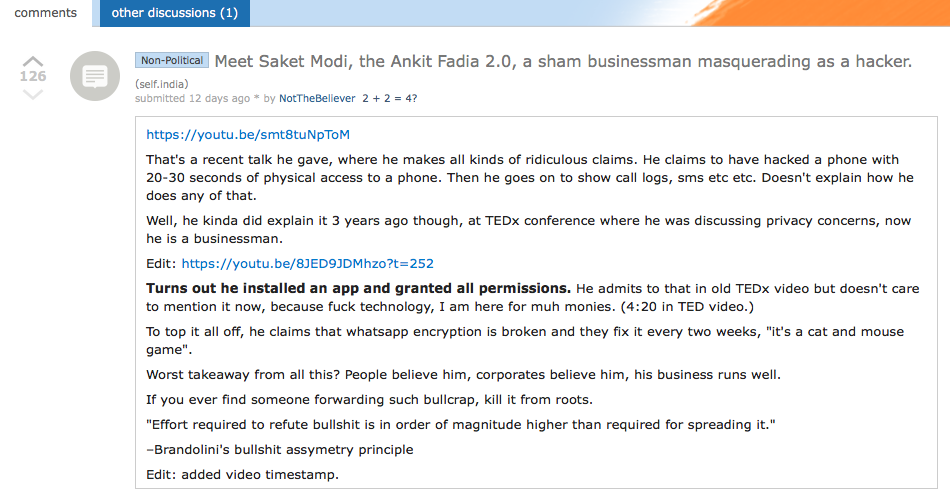 comments other discussions (1)
126
Non-Political Meet Saket Modi, the Ankit Fadia 2.0, a sham businessman masquerading as a hacker.
(self.india)
submitted 12 days ago * by NotTheBeliever 2 + 2 = 4?
https://youtu.be/smt8tuNpToM
That's a recent talk he gave, where he makes all kinds of ridiculous claims. He claims to have hacked a phone with
20-30 seconds of physical access to a phone. Then he goes on to show call logs, sms etc etc. Doesn't explain how he
does any of that.
Well, he kinda did explain it 3 years ago though, at TEDx conference where he was discussing privacy concerns, now
he is a businessman.
Edit: https://youtu.be/8JED9JDMhzo?t=252
Turns out he installed an app and granted all permissions. He admits to that in old TEDx video but doesn't care
to mention it now, because fuck technology, I am here for muh monies. (4:20 in TED video.)
To top it all off, he claims that whatsapp encryption is broken and they fix it every two weeks, "it's a cat and mouse
game".
Worst takeaway from all this? People believe him, corporates believe him, his business runs well.
If you ever find someone forwarding such bullcrap, kill it from roots.
"Effort required to refute bullshit is in order of magnitude higher than required for spreading it."
–Brandolini's bullshit assymetry principle
Edit: added video timestamp.